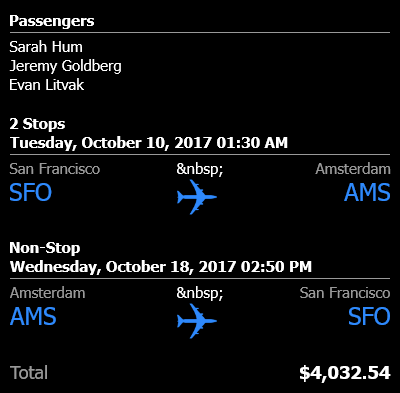 Passengers
Sarah Hum
Jeremy Goldberg
Evan Litvak
2 Stops
Tuesday, October 10, 2017 01:30 AM
San Francisco &nbsp; Amsterdam
SFO AMS
Non-Stop
Wednesday, October 18, 2017 02:50 PM
Amsterdam &nbsp; San Francisco
AMS SFO
Total $4,032.54